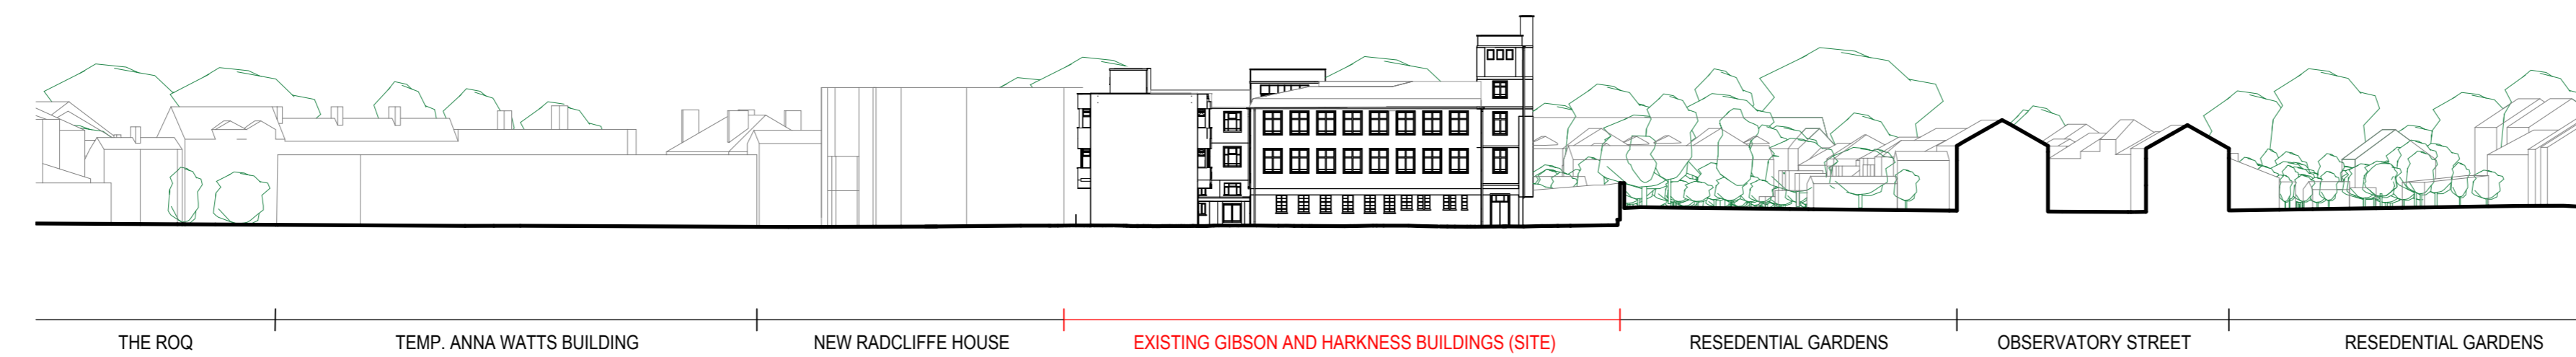 THE ROQ
TEMP. ANNA WATTS BUILDING
NEW RADCLIFFE HOUSE
EXISTING GIBSON AND HARKNESS BUILDINGS (SITE)
RESEDENTIAL GARDENS
OBSERVATORY STREET
RESEDENTIAL GARDENS